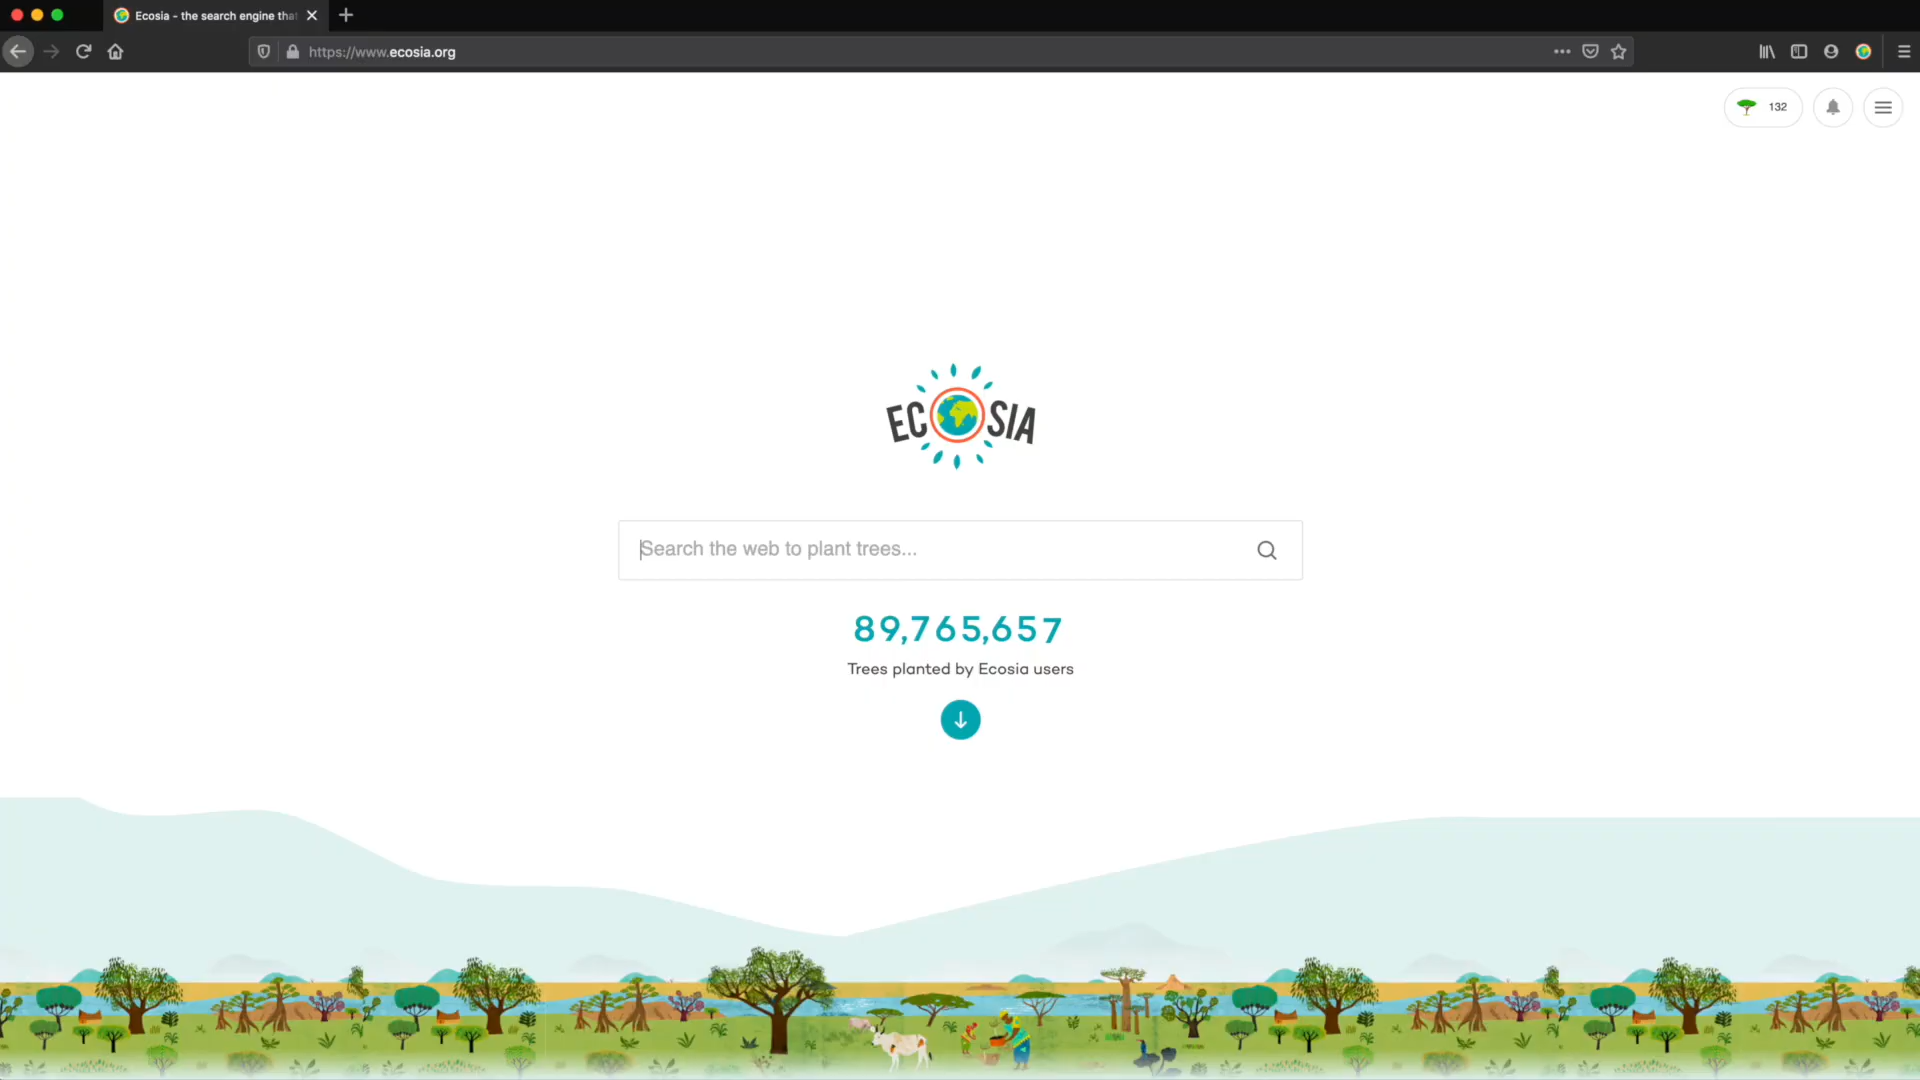 Ecosia - the search engine that
https://www.ecosia.org
132
ECOSIA
Search the web to plant trees...
89,765,657
Trees planted by Ecosia users